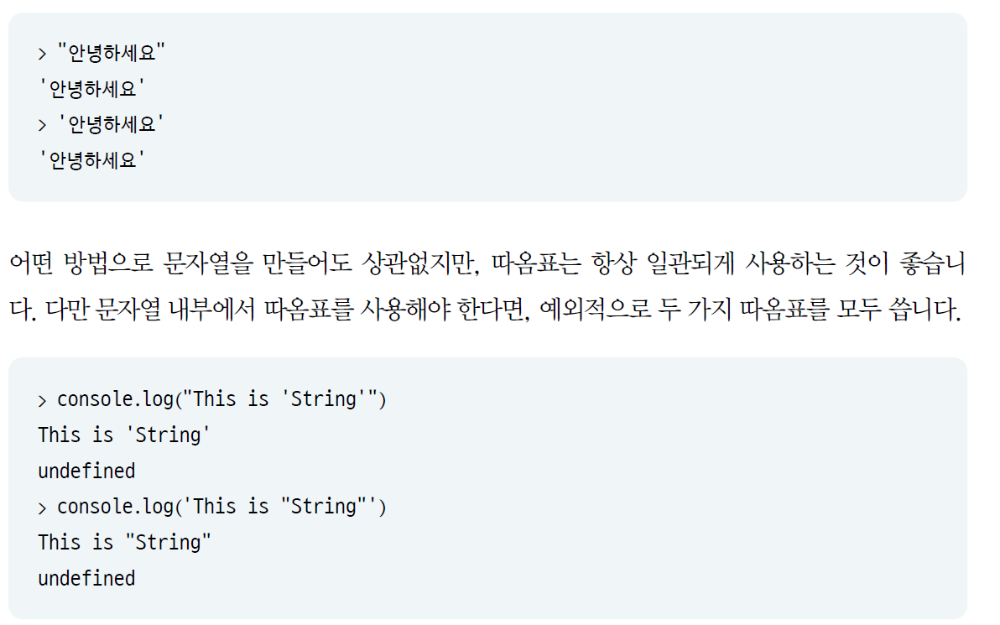 > "안녕하세요"
'안녕하세요'
> '안녕하세요'
'안녕하세요'
어떤 방법으로 문자열을 만들어도 상관없지만, 따옴표는 항상 일관되게 사용하는 것이 좋습니
다. 다만 문자열 내부에서 따옴표를 사용해야 한다면, 예외적으로 두 가지 따옴표를 모두 씁니다.
> console.log("This is 'String'")
This is 'String'
undefined
> console.log('This is "String"')
This is "String"
undefined